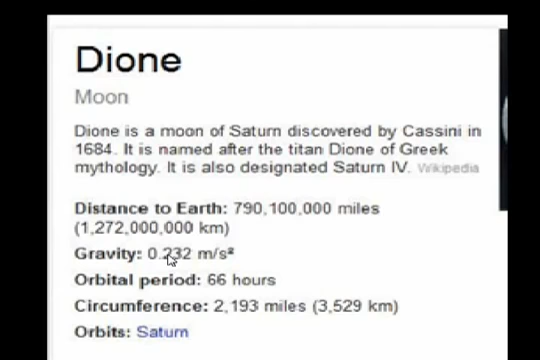 Dione
Moon
Dione is a moon of Saturn discovered by Cassini in
1684. It is named after the titan Dione of Greek
mythology. It is also designated Saturn IV. Wikipedia
Distance to Earth: 790,100,000 miles
(1,272,000,000 km)
Gravity: 0.232 m/s²
Orbital period: 66 hours
Circumference: 2,193 miles (3,529 km)
Orbits: Saturn